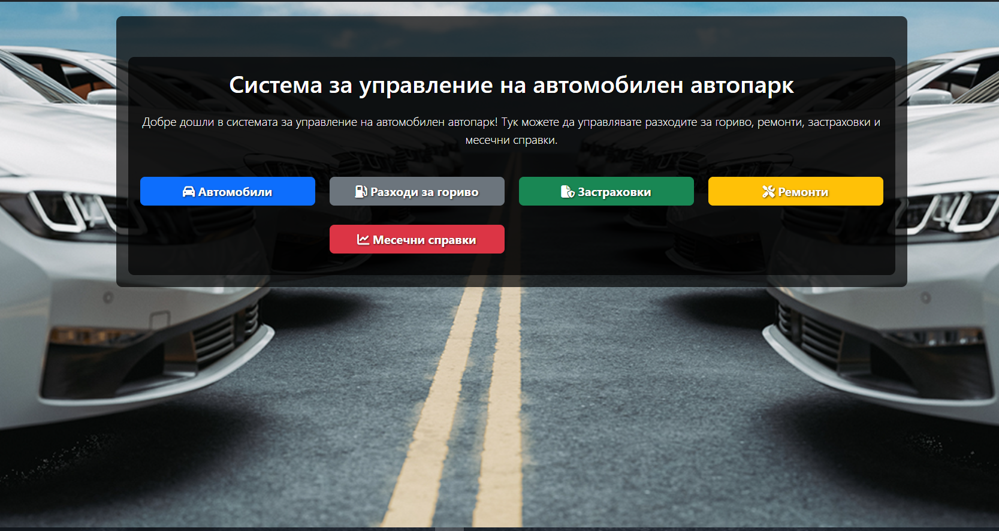 Система за управление на автомобилен автопарк
Добре дошли в системата за управление на автомобилен автопарк! Тук можете да управлявате разходите за гориво, ремонти, застраховки и
месечни справки.
Автомобили
Разходи за гориво
Застраховки
Ремонти
Месечни справки